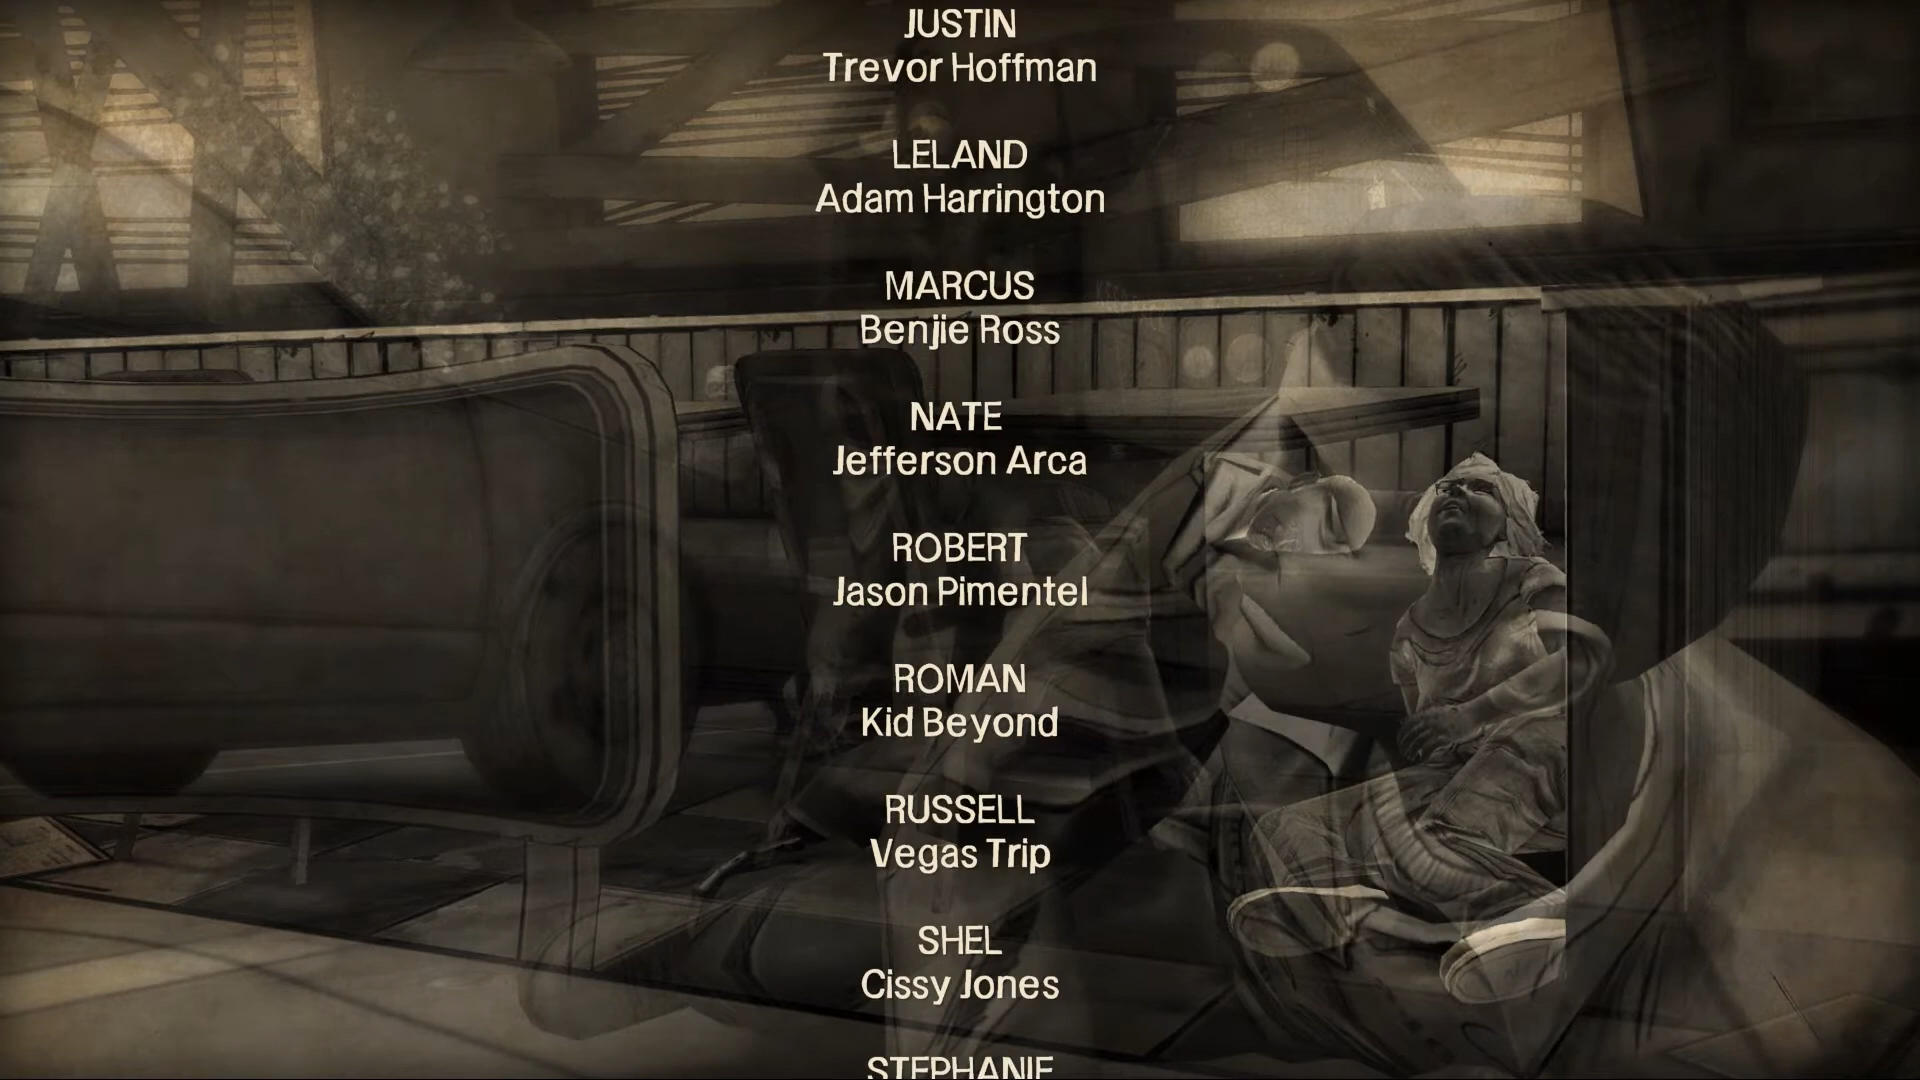 JUSTIN
Trevor Hoffman
LELAND
Adam Harrington
MARCUS
Benjie Ross
NATE
Jefferson Arca
ROBERT
Jason Pimentel
ROMAN
Kid Beyond
RUSSELL
Vegas Trip
SHEL
Cissy Jones
STEPHANIE